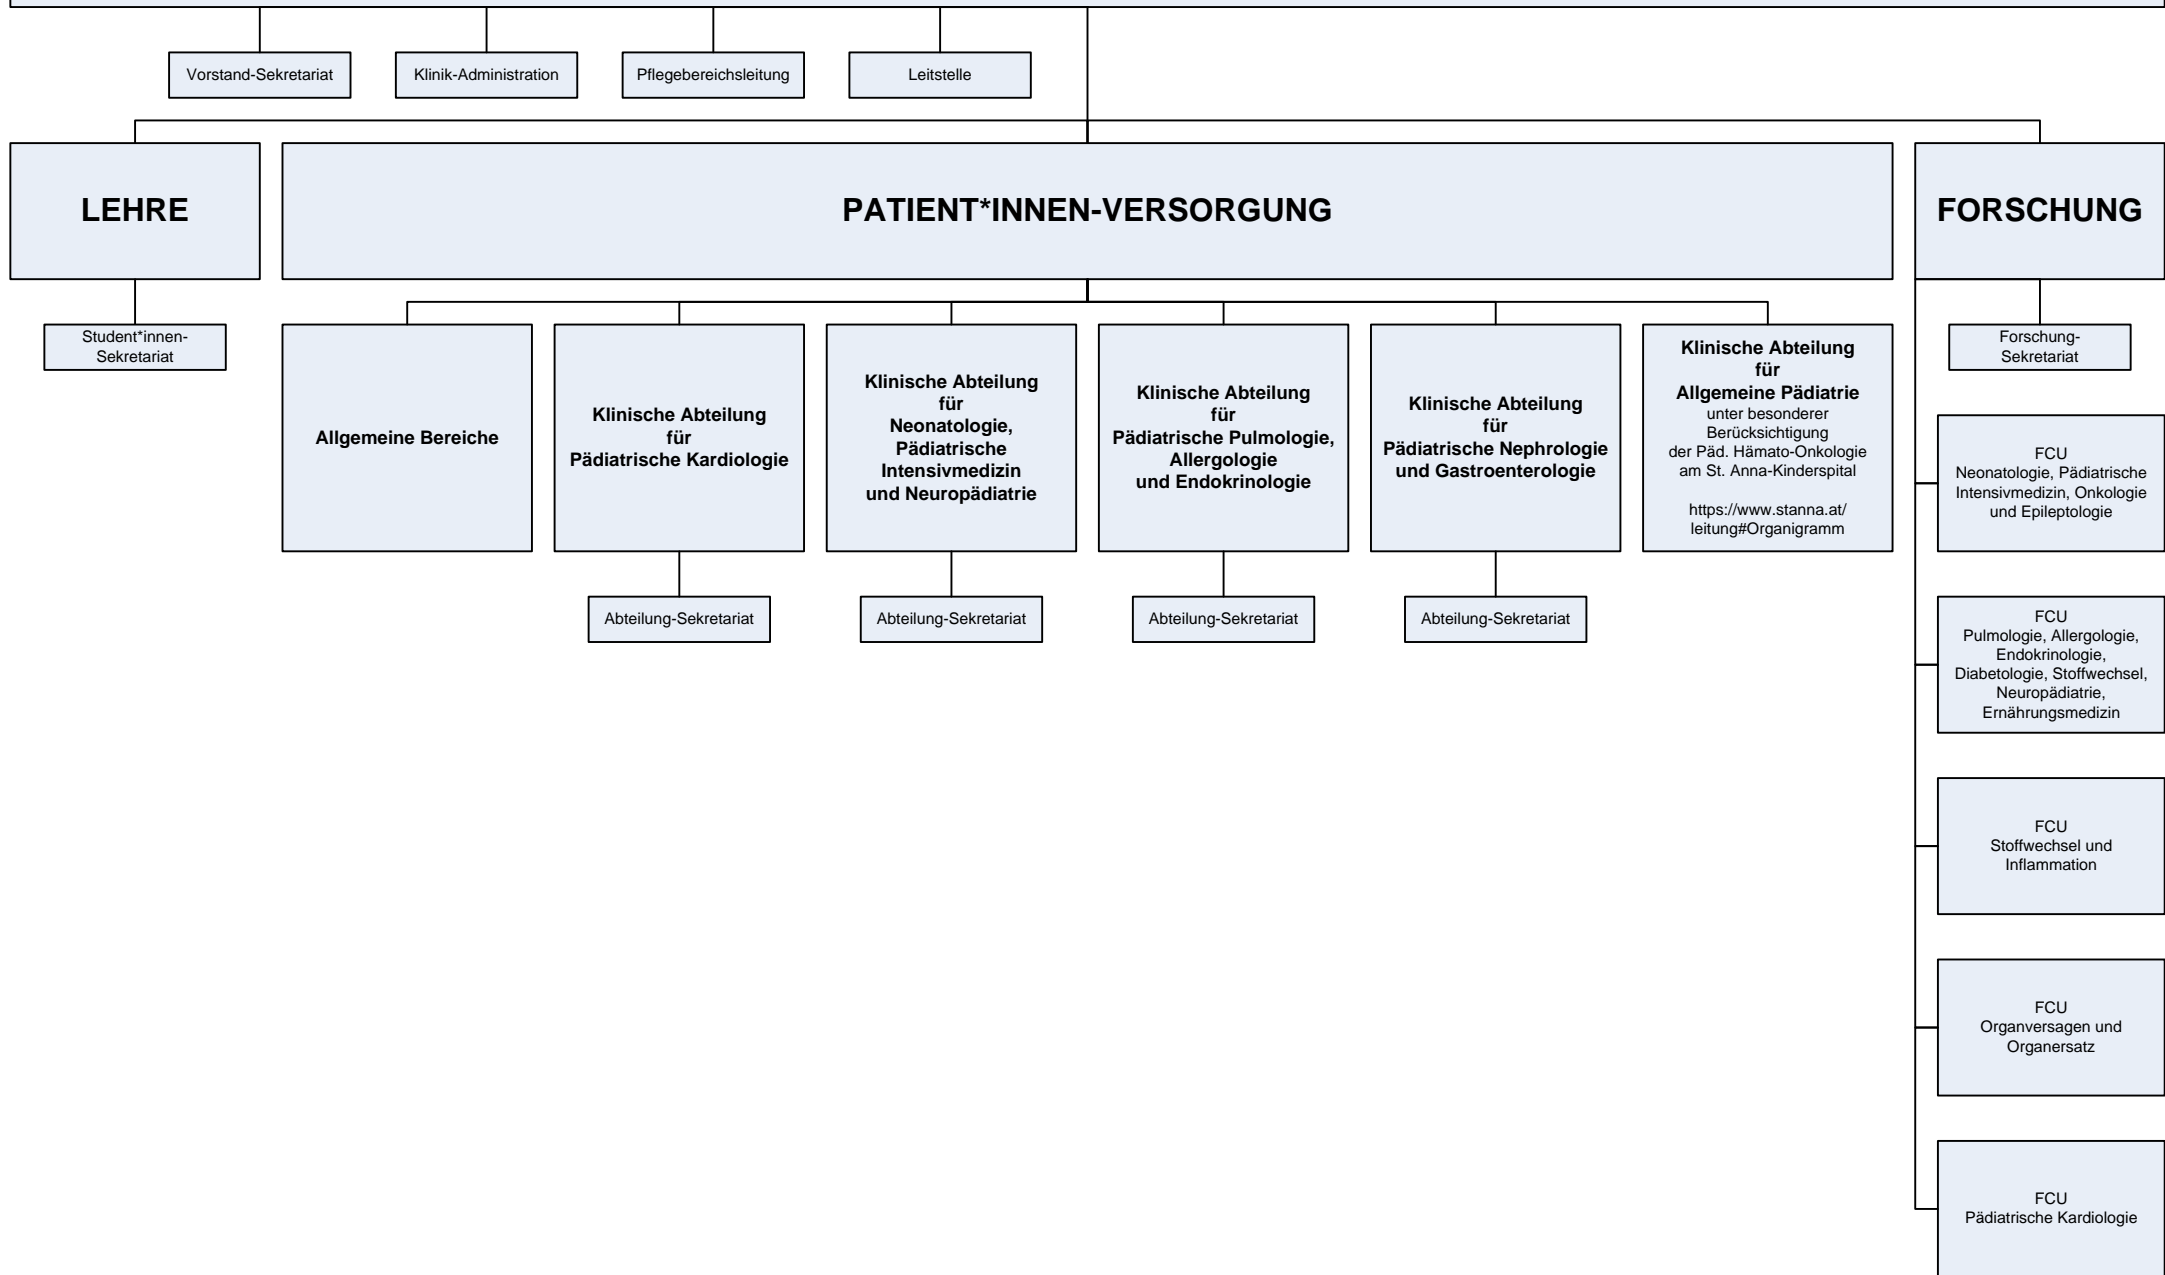 Vorstand-Sekretariat
Klinik-Administration
Pflegebereichsleitung
Leitstelle
LEHRE
PATIENT*INNEN-VERSORGUNG
FORSCHUNG
Student*innen-
Sekretariat
Allgemeine Bereiche
Klinische Abteilung
für
Pädiatrische Kardiologie
Klinische Abteilung
für
Neonatologie,
Pädiatrische
Intensivmedizin
und Neuropädiatrie
Klinische Abteilung
für
Pädiatrische Pulmologie,
Allergologie
und Endokrinologie
Klinische Abteilung
für
Pädiatrische Nephrologie
und Gastroenterologie
Klinische Abteilung
für
Allgemeine Pädiatrie
unter besonderer
Berücksichtigung
der Päd. Hämato-Onkologie
am St. Anna-Kinderspital
https://www.stanna.at/
leitung#Organigramm
Forschung-
Sekretariat
Abteilung-Sekretariat
Abteilung-Sekretariat
Abteilung-Sekretariat
Abteilung-Sekretariat
FCU
Neonatologie, Pädiatrische
Intensivmedizin, Onkologie
und Epileptologie
FCU
Pulmologie, Allergologie,
Endokrinologie,
Diabetologie, Stoffwechsel,
Neuropädiatrie,
Ernährungsmedizin
FCU
Stoffwechsel und
Inflammation
FCU
Organversagen und
Organersatz
FCU
Pädiatrische Kardiologie